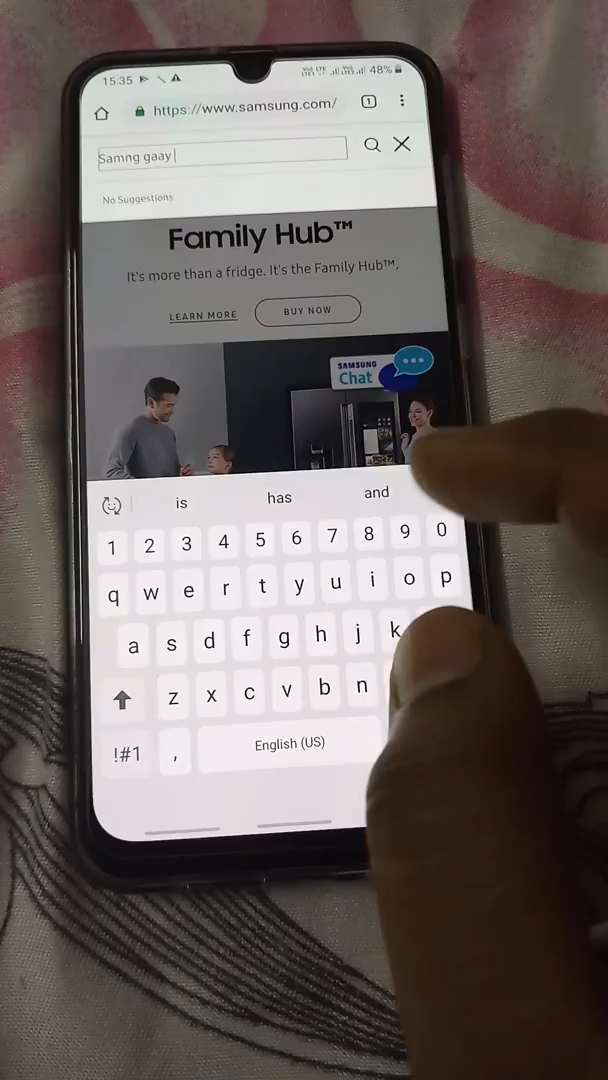 15:35 48%
https://www.samsung.com/ 1
Samng gaay
No Suggestions
Family Hub™
It's more than a fridge. It's the Family Hub™.
LEARN MORE BUY NOW
SAMSUNG
Chat
is has and
1 2 3 4 5 6 7 8 9 0
q w e r t y u i o p
a s d f g h j k
z x c v b n
!#1 , English (US)